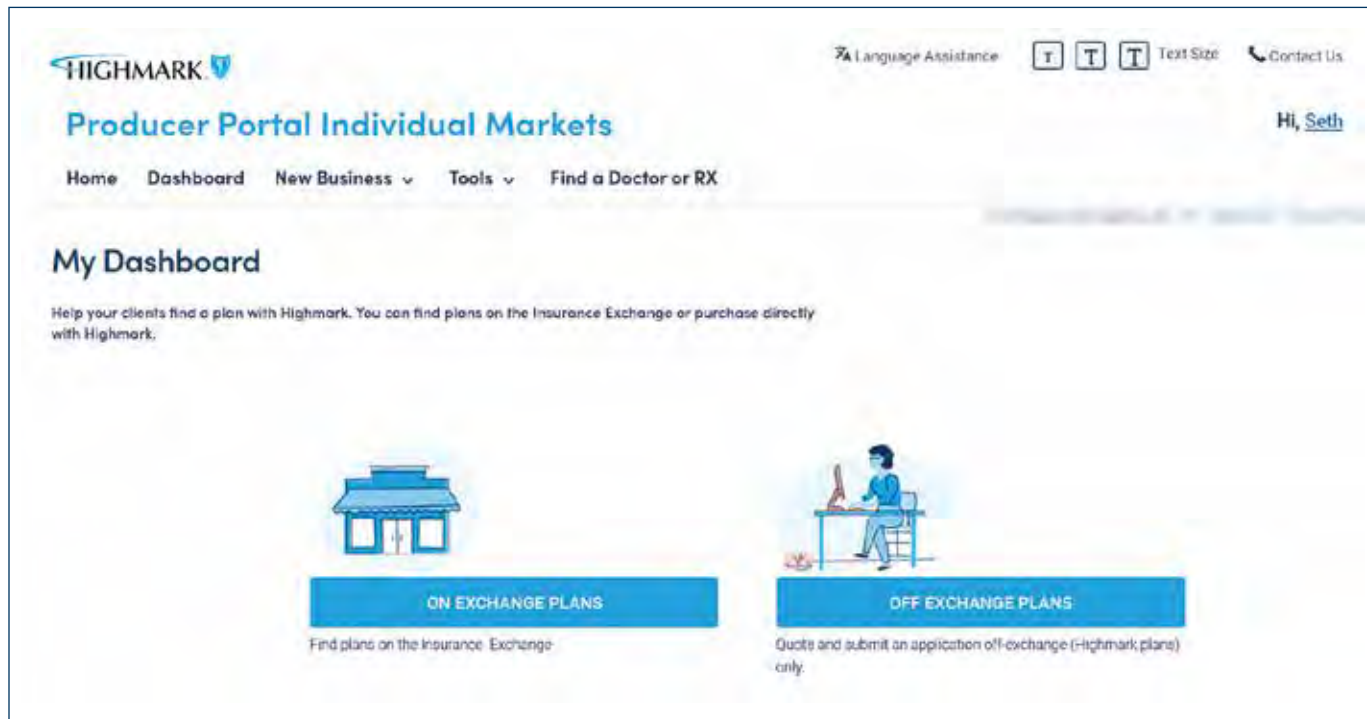 HIGHMARK
Language Assistance
T T T Text Size
Contact Us
Producer Portal Individual Markets
Hi, Seth
Home Dashboard New Business Tools Find a Doctor or RX
My Dashboard
Help your clients find a plan with Highmark. You can find plans on the Insurance Exchange or purchase directly
with Highmark.
ON EXCHANGE PLANS
Find plans on the Insurance Exchange
OFF EXCHANGE PLANS
Quote and submit an application off-exchange (Highmark plans)
only.